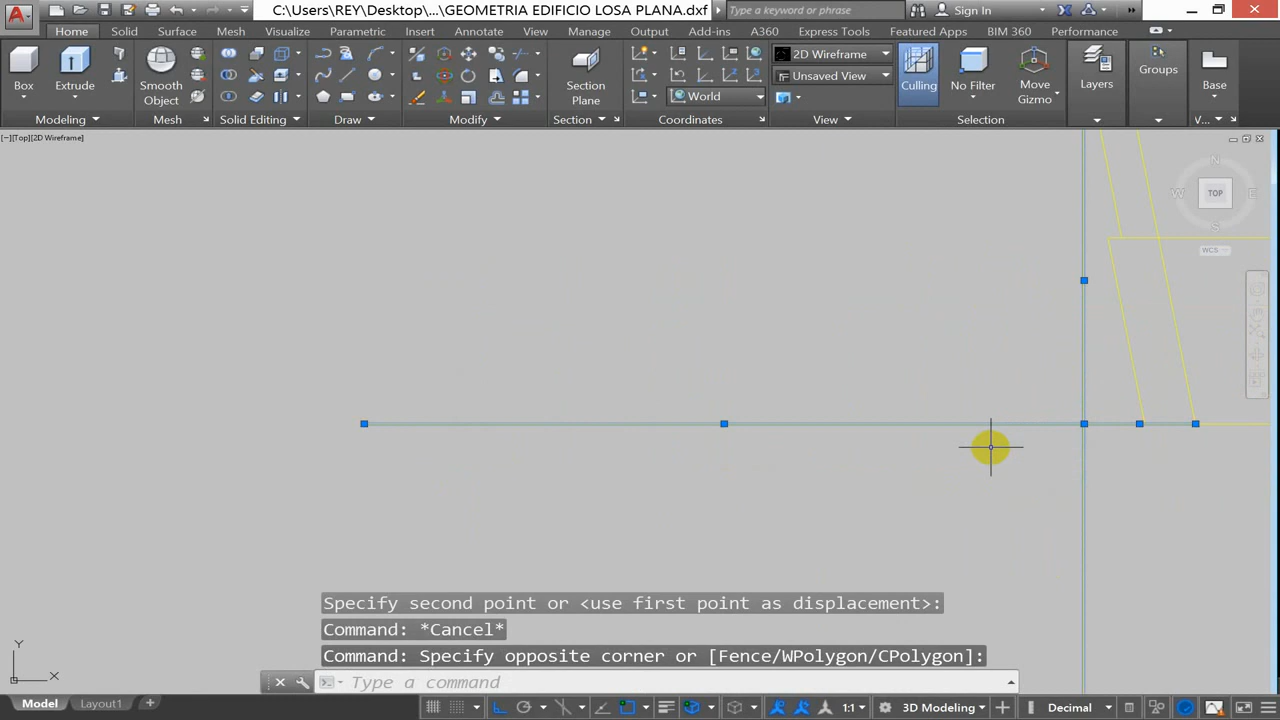 C:\Users\REY\Desktop\...\GEOMETRIA EDIFICIO LOSA PLANA.dxf
Type a keyword or phrase
Sign In
Home
Solid
Surface
Mesh
Visualize
Parametric
Insert
Annotate
View
Manage
Output
Add-ins
A360
Express Tools
Featured Apps
BIM 360
Performance
Box
Extrude
Smooth
Object
Section
Plane
2D Wireframe
Unsaved View
World
Culling
No Filter
Move
Gizmo
Layers
Groups
Base
Modeling
Mesh
Solid Editing
Draw
Modify
Section
Coordinates
View
Selection
V...
[−][Top][2D Wireframe]
N
W
TOP
E
S
WCS
Specify second point or <use first point as displacement>:
Command: *Cancel*
Command: Specify opposite corner or [Fence/WPolygon/CPolygon]:
Type a command
Y
X
Model
Layout1
1:1
3D Modeling
Decimal